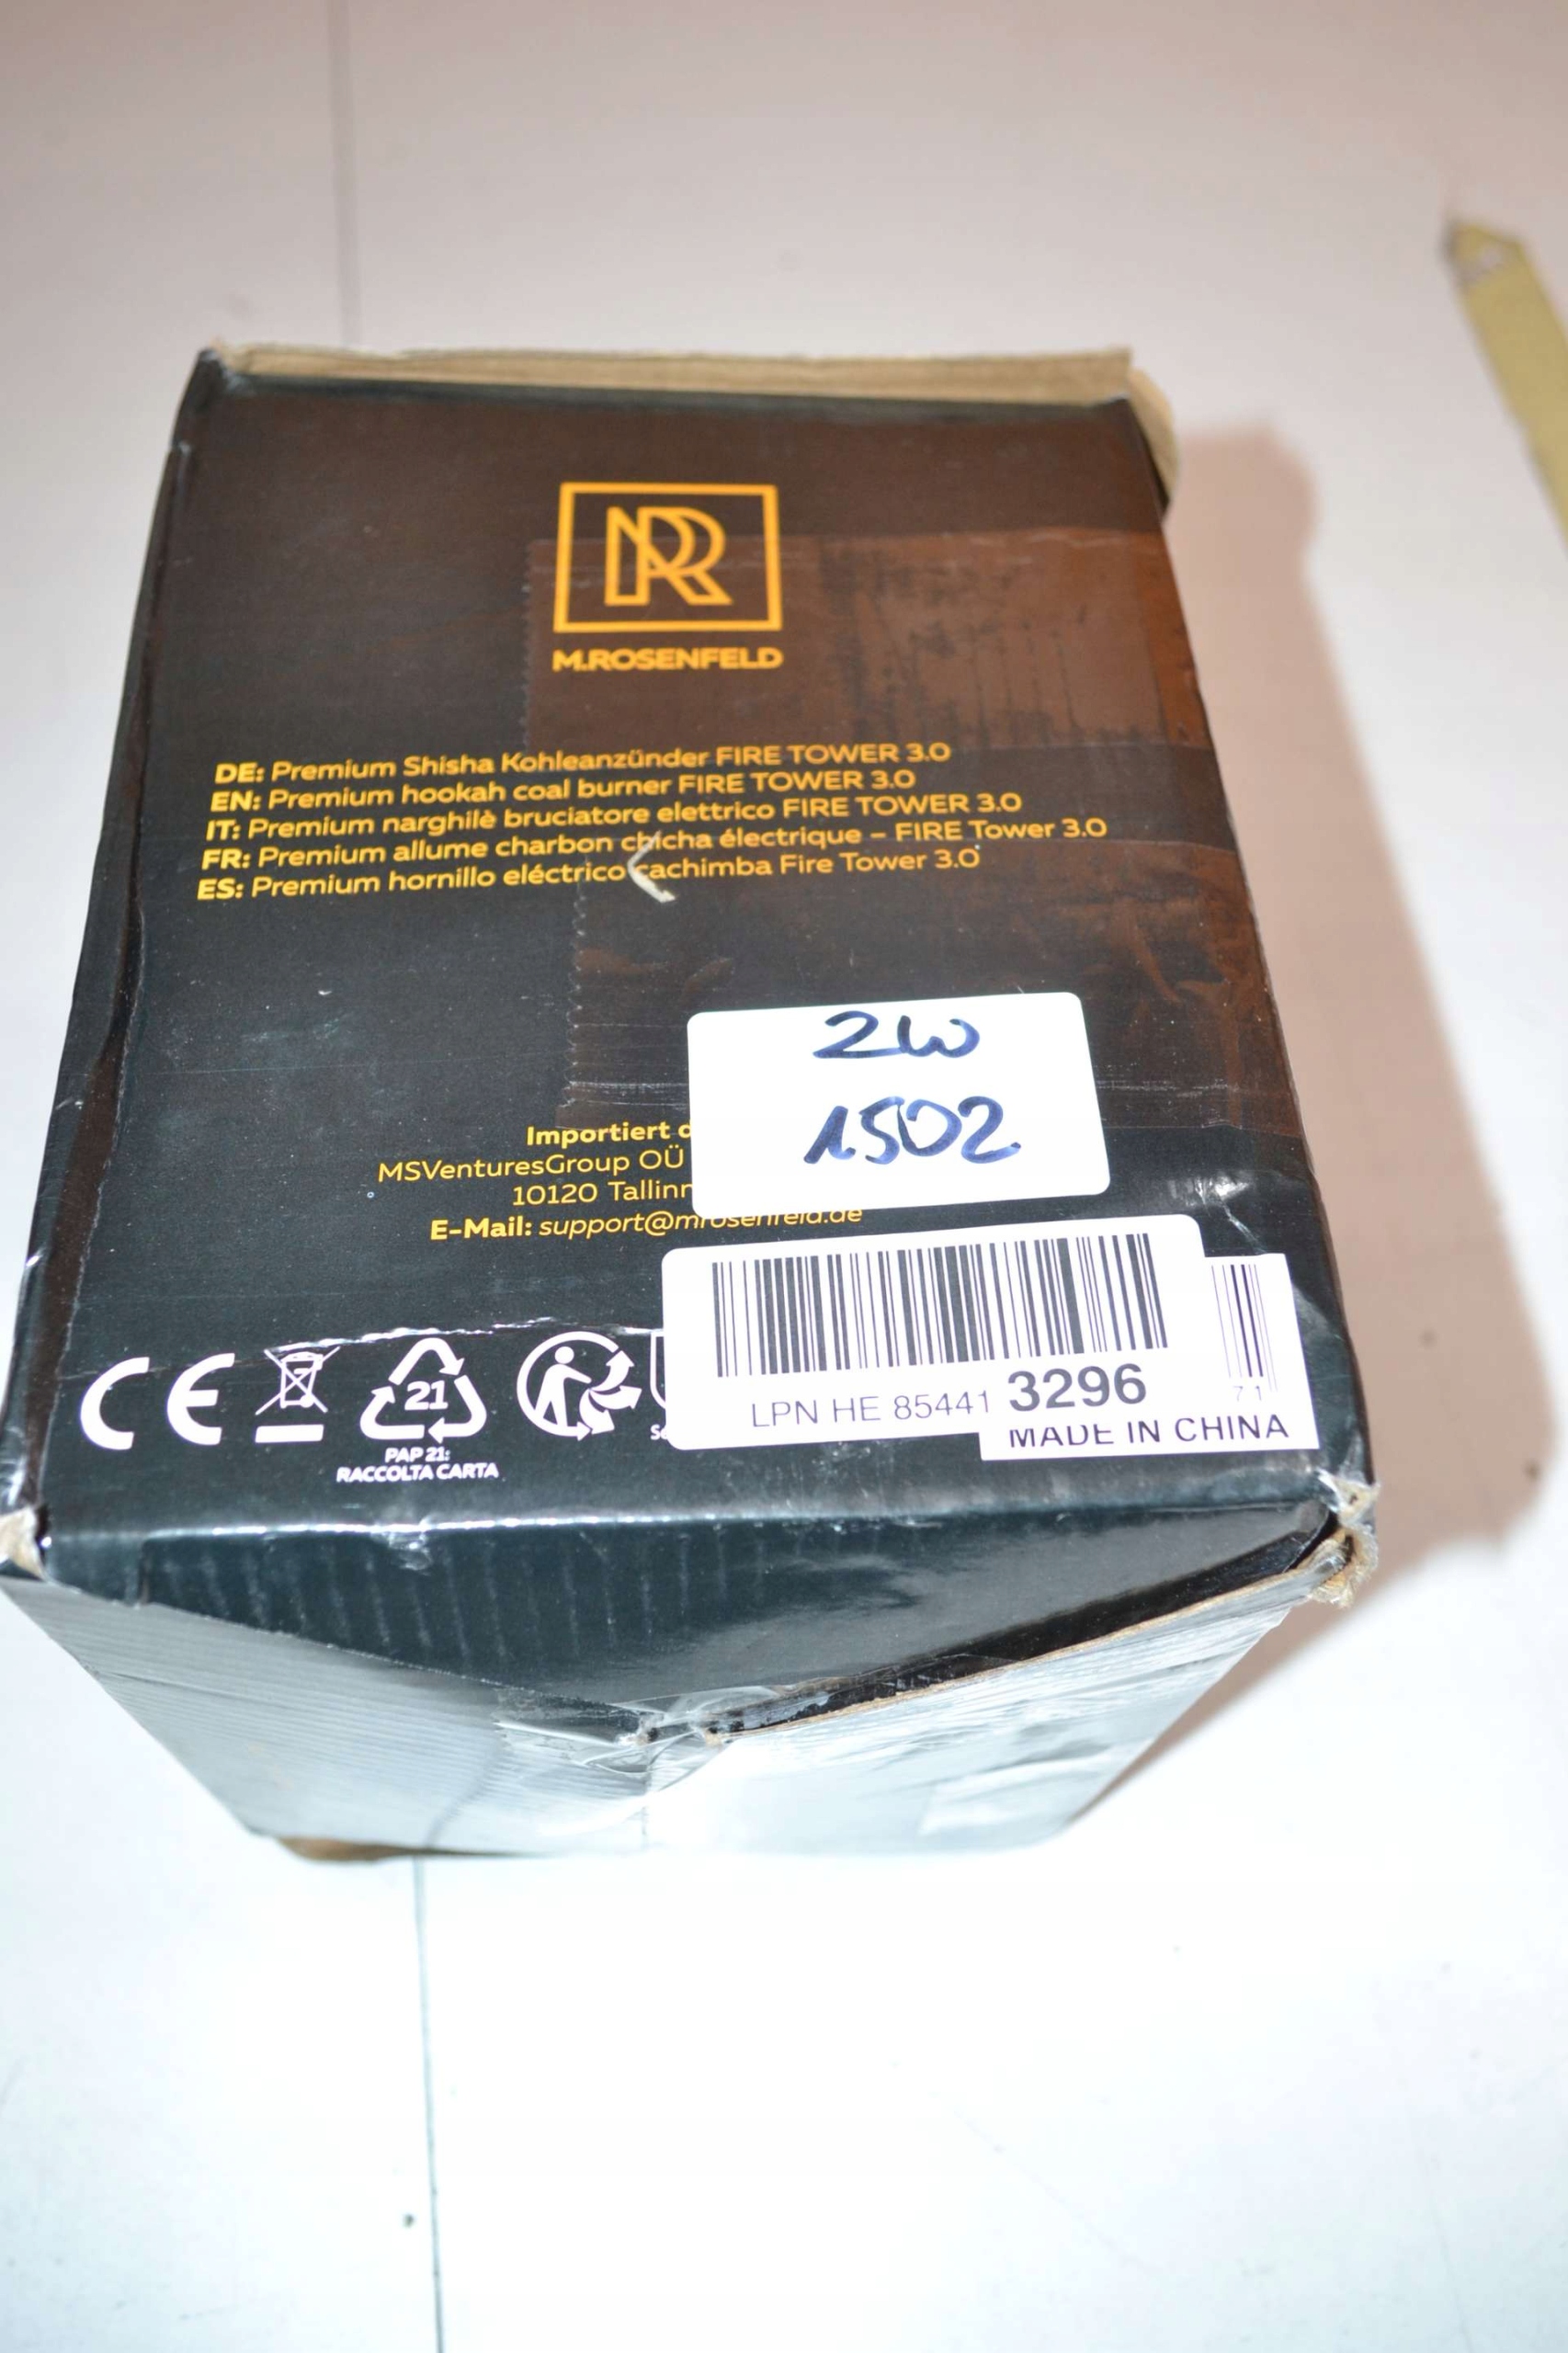 M.ROSENFELD
DE: Premium Shisha Kohleanzünder FIRE TOWER 3.0
EN: Premium hookah coal burner FIRE TOWER 3.0
IT: Premium narghilè bruciatore elettrico FIRE TOWER 3.0
FR: Premium allume charbon chicha électrique – FIRE Tower 3.0
ES: Premium hornillo eléctrico cachimba Fire Tower 3.0
2W
1502
Importiert
MSVenturesGroup OÜ
10120
E-Mail: support@mrosenfeld.de
LPN HE 85441 3296
71
MADE IN CHINA
CE
21
PAP 21:
RACCOLTA CARTA